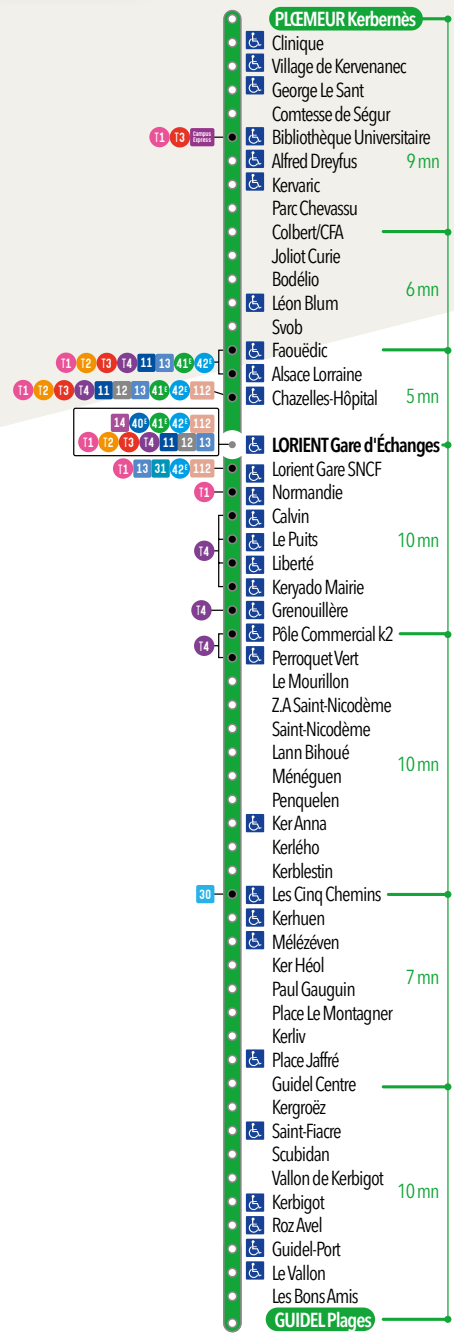 PLŒMEUR Kerbernès
Clinique
Village de Kervenanec
George Le Sant
Comtesse de Ségur
T1 T3 Campus Express Bibliothèque Universitaire
Alfred Dreyfus 9 mn
Kervaric
Parc Chevassu
Colbert/CFA
Joliot Curie
Bodélio
6 mn
Léon Blum
Svob
Faouëdic
T1 T2 T3 T4 11 13 41E 42E
Alsace Lorraine
T1 T2 T3 T4 11 12 13 41E 42E 112 Chazelles-Hôpital 5 mn
14 40E 41E 42E 112
T1 T2 T3 T4 11 12 13 LORIENT Gare d'Échanges
T1 13 31 42E 112 Lorient Gare SNCF
T1 Normandie
Calvin
Le Puits 10 mn
T4
Liberté
Keryado Mairie
T4 Grenouillère
Pôle Commercial k2
T4
Perroquet Vert
Le Mourillon
Z.A Saint-Nicodème
Saint-Nicodème
Lann Bihoué
10 mn
Ménéguen
Penquelen
Ker Anna
Kerlého
Kerblestin
30 Les Cinq Chemins
Kerhuen
Mélézéven
Ker Héol
7 mn
Paul Gauguin
Place Le Montagner
Kerliv
Place Jaffré
Guidel Centre
Kergroëz
Saint-Fiacre
Scubidan
Vallon de Kerbigot
10 mn
Kerbigot
Roz Avel
Guidel-Port
Le Vallon
Les Bons Amis
GUIDEL Plages